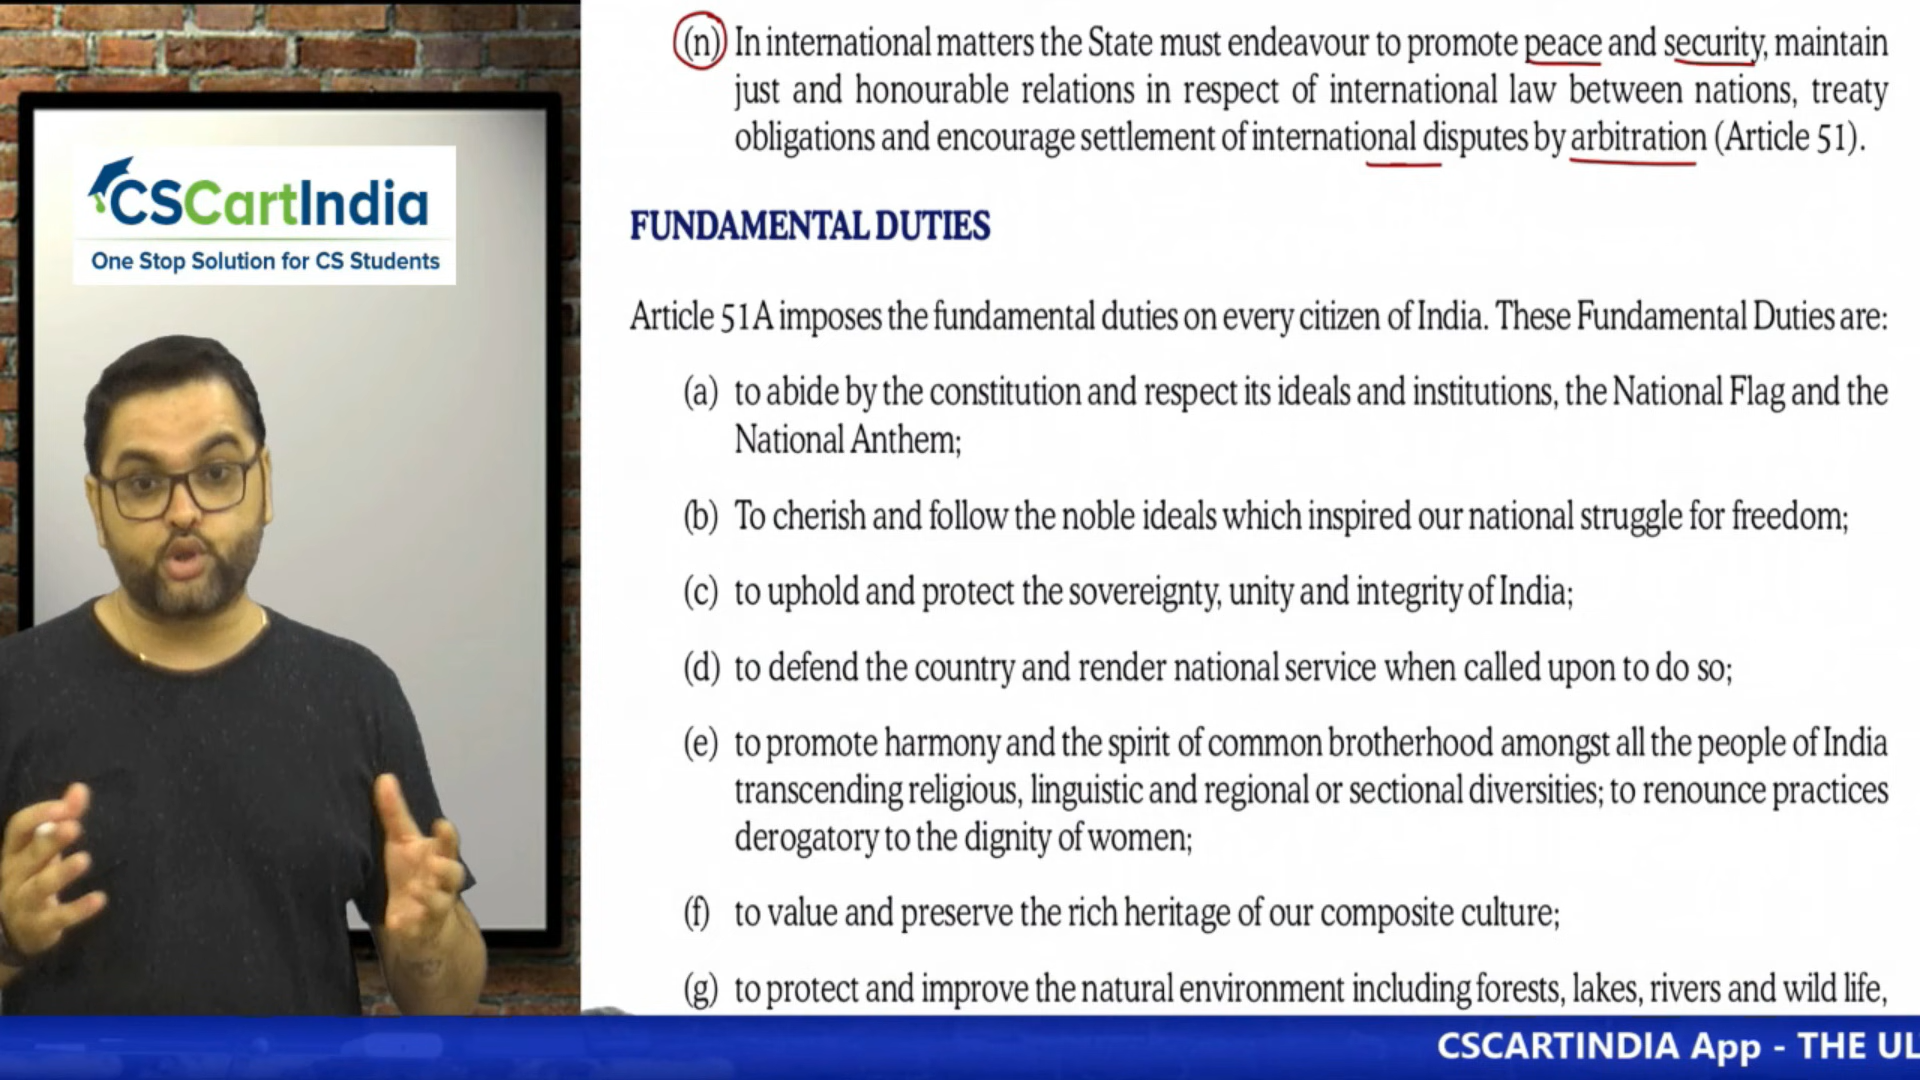 CSCartIndia
One Stop Solution for CS Students
(n) In international matters the State must endeavour to promote peace and security, maintain
just and honourable relations in respect of international law between nations, treaty
obligations and encourage settlement of international disputes by arbitration (Article 51).
FUNDAMENTAL DUTIES
Article 51A imposes the fundamental duties on every citizen of India. These Fundamental Duties are:
(a) to abide by the constitution and respect its ideals and institutions, the National Flag and the
National Anthem;
(b) To cherish and follow the noble ideals which inspired our national struggle for freedom;
(c) to uphold and protect the sovereignty, unity and integrity of India;
(d) to defend the country and render national service when called upon to do so;
(e) to promote harmony and the spirit of common brotherhood amongst all the people of India
transcending religious, linguistic and regional or sectional diversities; to renounce practices
derogatory to the dignity of women;
(f) to value and preserve the rich heritage of our composite culture;
(g) to protect and improve the natural environment including forests, lakes, rivers and wild life,
CSCARTINDIA App - THE UL